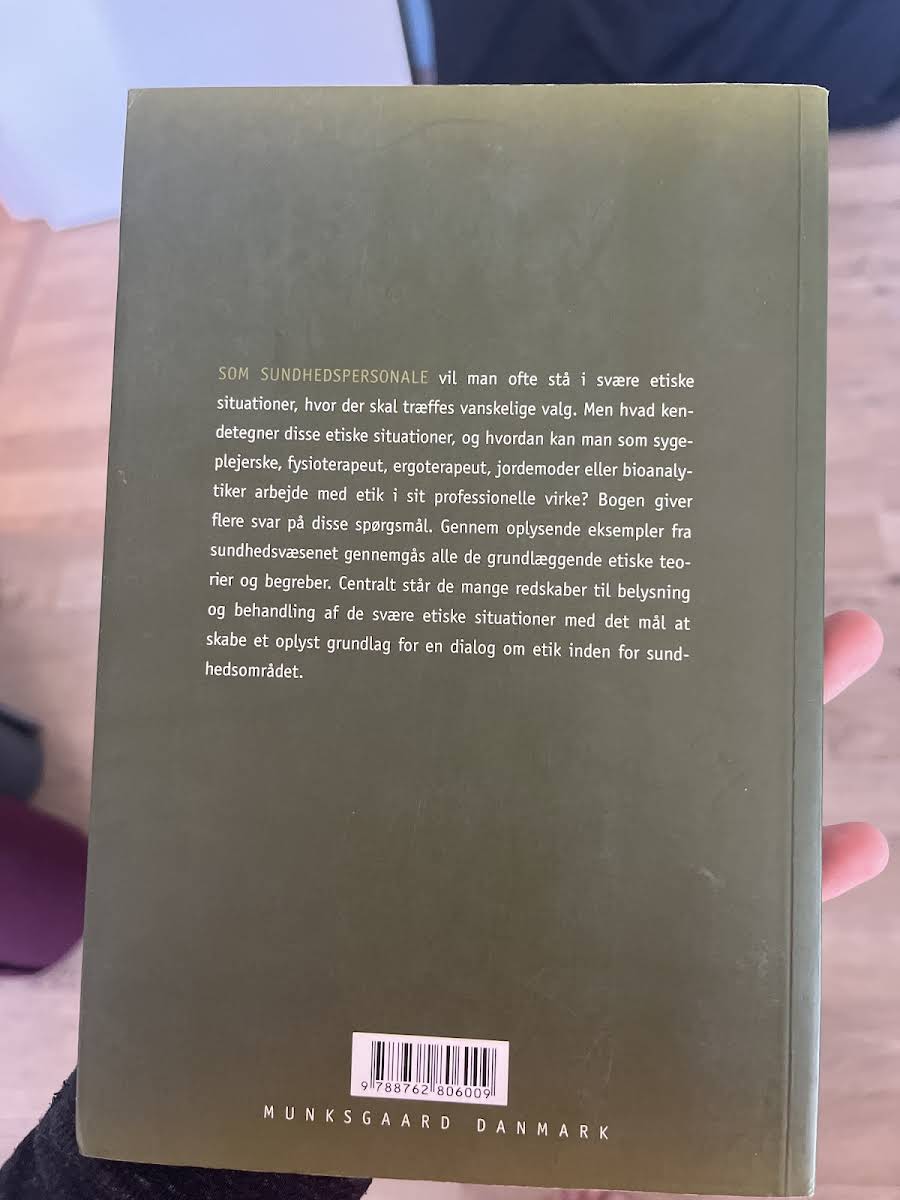 SOM SUNDHEDSPERSONALE vil man ofte stå i svære etiske
situationer, hvor der skal træffes vanskelige valg. Men hvad ken-
detegner disse etiske situationer, og hvordan kan man som syge-
plejerske, fysioterapeut, ergoterapeut, jordemoder eller bioanaly-
tiker arbejde med etik i sit professionelle virke? Bogen giver
flere svar på disse spørgsmål. Gennem oplysende eksempler fra
sundhedsvæsenet gennemgås alle de grundlæggende etiske teo-
rier og begreber. Centralt står de mange redskaber til belysning
og behandling af de svære etiske situationer med det mål at
skabe et oplyst grundlag for en dialog om etik inden for sund-
hedsområdet.
9 788762 806009
MUNKSGAARD DANMARK